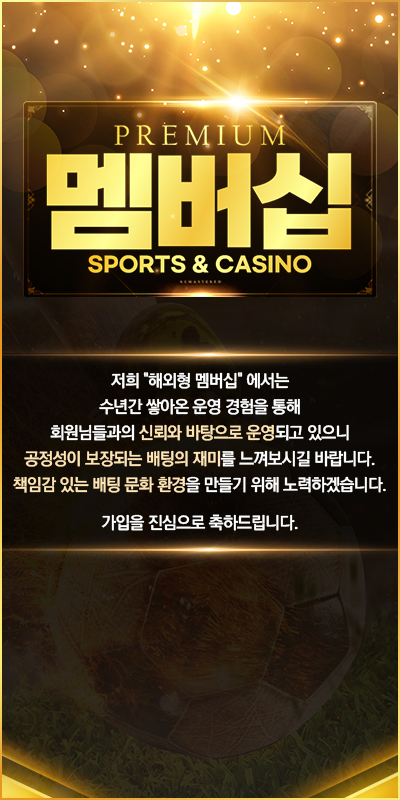 PREMIUM
멤버십
SPORTS & CASINO
REMASTERED
저희 "해외형 멤버십" 에서는
수년간 쌓아온 운영 경험을 통해
회원님들과의 신뢰와 바탕으로 운영되고 있으니
공정성이 보장되는 배팅의 재미를 느껴보시길 바랍니다.
책임감 있는 배팅 문화 환경을 만들기 위해 노력하겠습니다.
가입을 진심으로 축하드립니다.